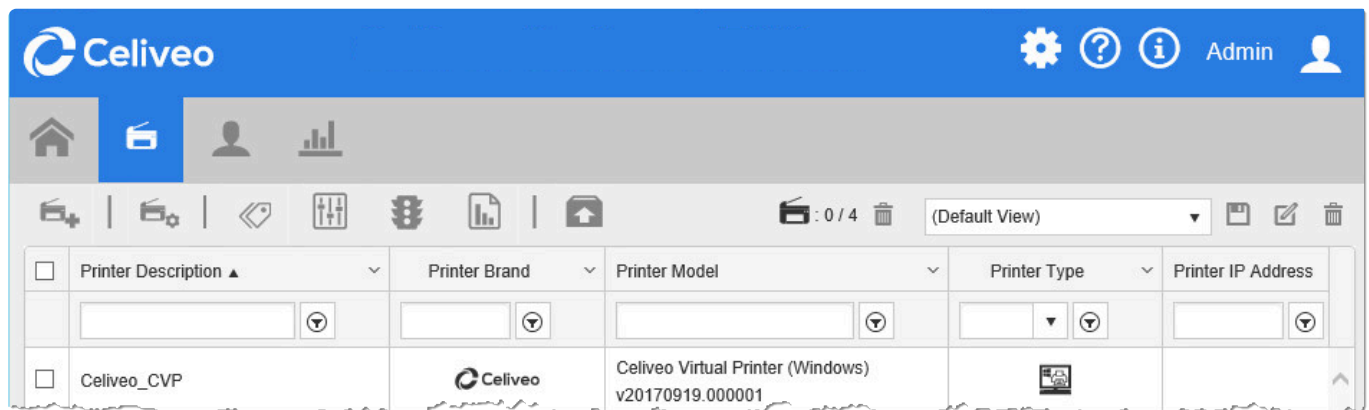 Celiveo
Admin
: 0 / 4
(Default View)
Printer Description ▲
Printer Brand
Printer Model
Printer Type
Printer IP Address
Celiveo_CVP
Celiveo
Celiveo Virtual Printer (Windows)
v20170919.000001